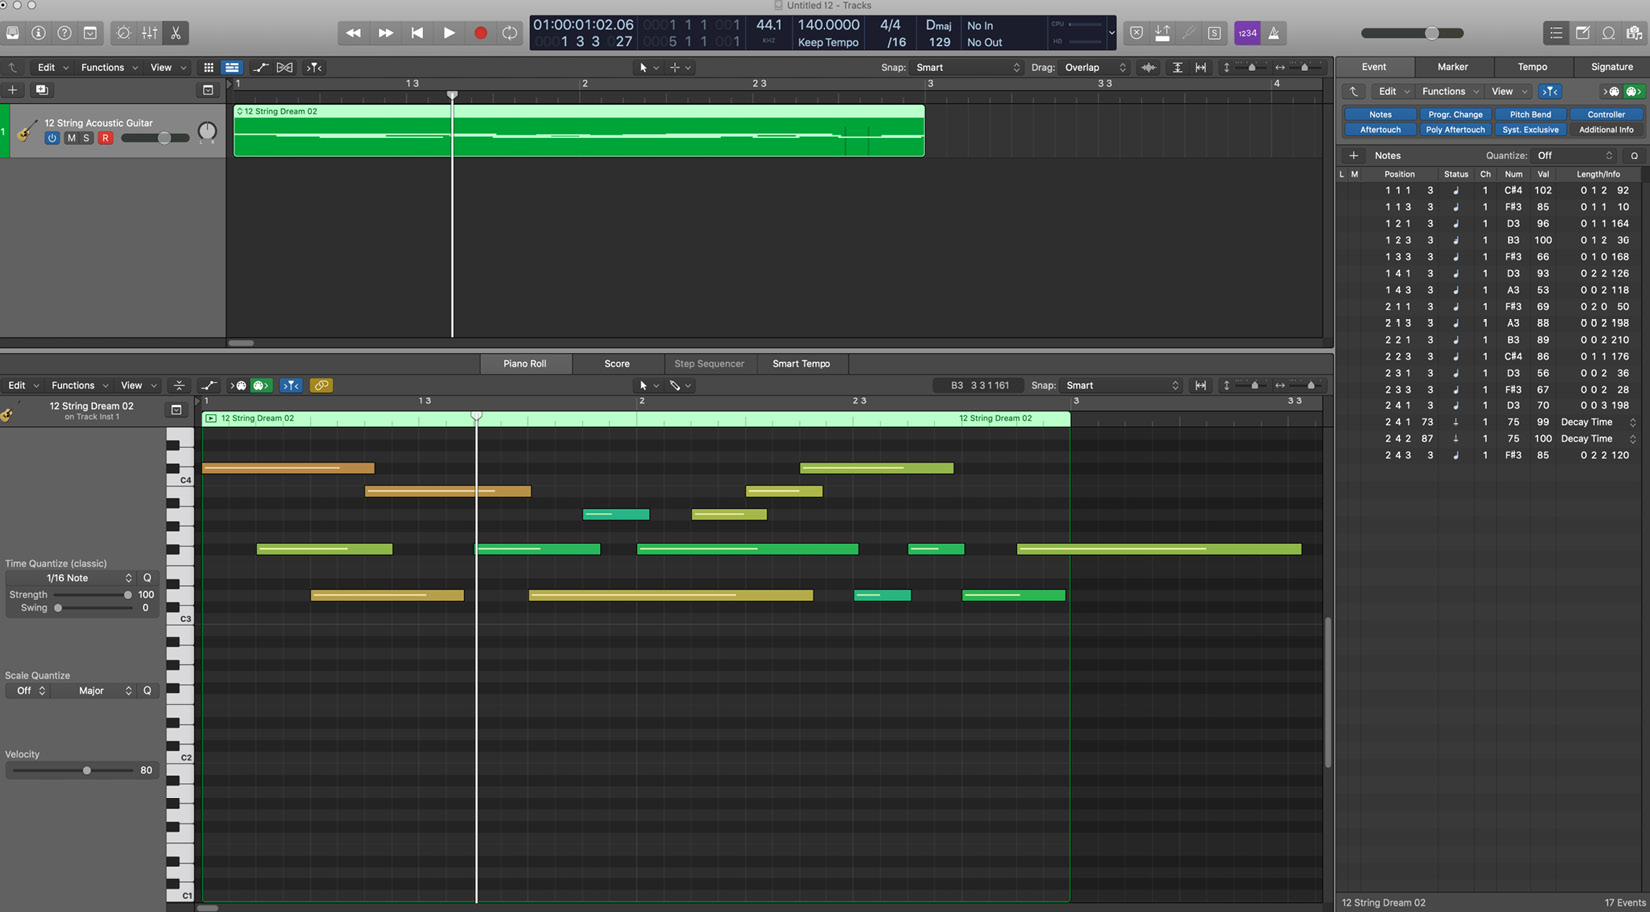 Untitled 12 - Tracks
01:00:01:02.06
1 3 3 027
44.1
KHZ
140.0000
Keep Tempo
4/4
/16
Dmaj
129
No In
No Out
CPU
HD
1234
Edit Functions View
Snap: Smart Drag: Overlap
1 1 3 2 2 3 3 3 3 4
1
12 String Acoustic Guitar
M S R
L R
12 String Dream 02
Piano Roll Score Step Sequencer Smart Tempo
Edit Functions View
B3 3 3 1 161
Snap: Smart
12 String Dream 02
on Track Inst 1
1 1 3 2 2 3 3 3 3
12 String Dream 02
12 String Dream 02
C4
C3
C2
C1
Time Quantize (classic)
1/16 Note Q
Strength 100
Swing 0
Scale Quantize
Off Major Q
Velocity
80
Event Marker Tempo Signature
Edit Functions View
Notes Progr. Change Pitch Bend Controller
Aftertouch Poly Aftertouch Syst. Exclusive Additional Info
Notes Quantize: Off Q
L M Position Status Ch Num Val Length/Info
1 1 1 3 1 C#4 102 0 1 2 92
1 1 3 3 1 F#3 85 0 1 1 10
1 2 1 3 1 D3 96 0 1 1 164
1 2 3 3 1 B3 100 0 1 2 36
1 3 3 3 1 F#3 66 0 1 0 168
1 4 1 3 1 D3 93 0 2 2 126
1 4 3 3 1 A3 53 0 0 2 118
2 1 1 3 1 F#3 69 0 2 0 50
2 1 3 3 1 A3 88 0 0 2 198
2 2 1 3 1 B3 89 0 0 2 210
2 2 3 3 1 C#4 86 0 1 1 176
2 3 1 3 1 D3 56 0 0 2 36
2 3 3 3 1 F#3 67 0 0 2 28
2 4 1 3 1 D3 70 0 0 3 198
2 4 1 73 1 75 99 Decay Time
2 4 2 87 1 75 100 Decay Time
2 4 3 3 1 F#3 85 0 2 2 120
12 String Dream 02 17 Events